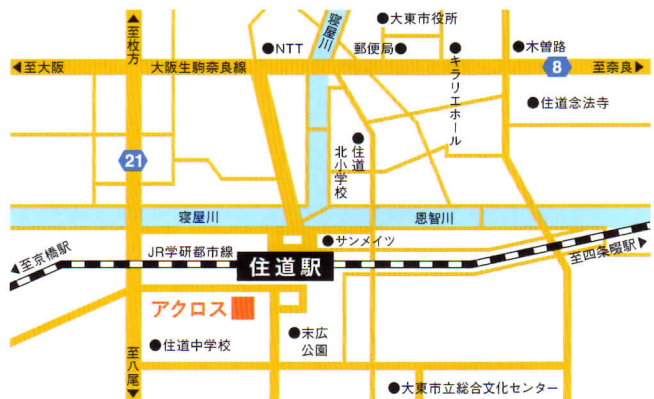 大東市役所
寝屋川
至枚方
NTT
郵便局
木曽路
至大阪
大阪生駒奈良線
キラリエホール
8
至奈良
住道念法寺
21
住道
北小学校
寝屋川
恩智川
サンメイツ
至京橋駅
JR学研都市線
住道駅
至四条畷駅
アクロス
末広
公園
住道中学校
至八尾
大東市立総合文化センター